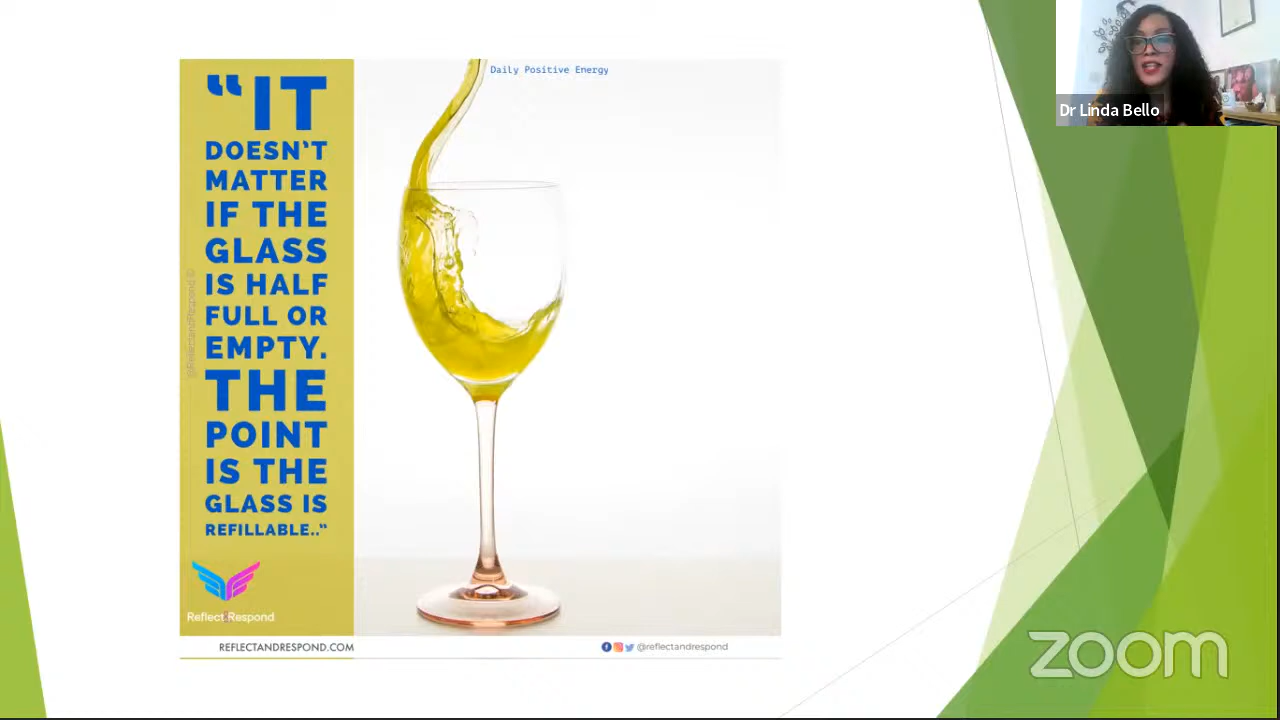 Daily Positive Energy
“IT
DOESN'T
MATTER
IF THE
GLASS
IS HALF
FULL OR
EMPTY.
THE
POINT
IS THE
GLASS IS
REFILLABLE..”
@ReflectandRespond ©
Reflect&Respond
REFLECTANDRESPOND.COM
@reflectandrespond
Dr Linda Bello
zoom